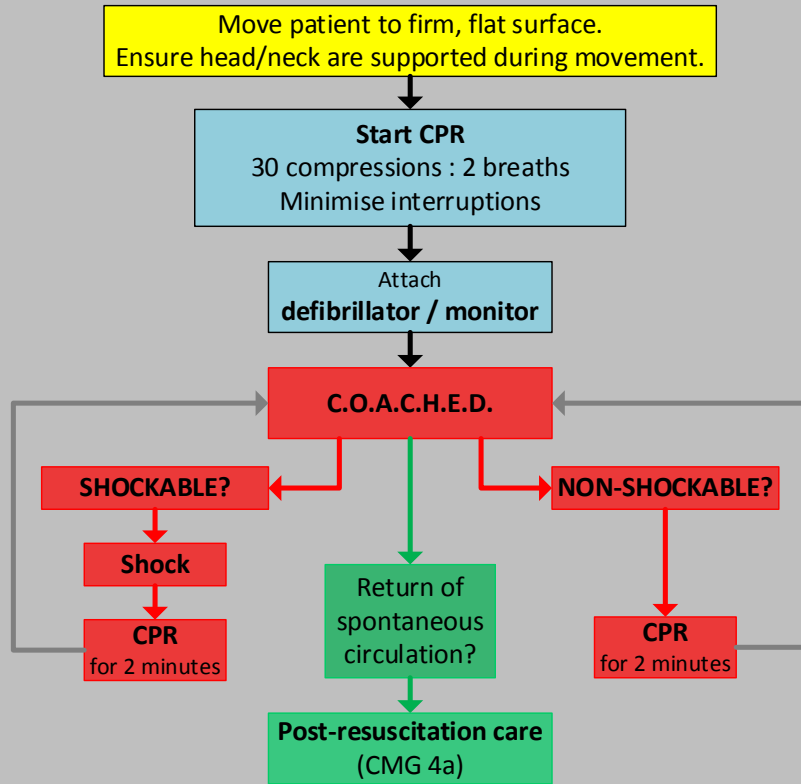 Move patient to firm, flat surface.
Ensure head/neck are supported during movement.
Start CPR
30 compressions : 2 breaths
Minimise interruptions
Attach
defibrillator / monitor
C.O.A.C.H.E.D.
SHOCKABLE?
NON-SHOCKABLE?
Shock
CPR
for 2 minutes
Return of
spontaneous
circulation?
CPR
for 2 minutes
Post-resuscitation care
(CMG 4a)